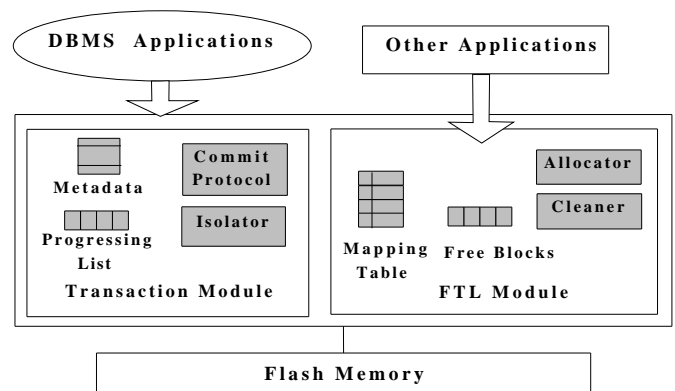 DBMS Applications
Other Applications
Metadata
Commit
Protocol
Progressing
List
Isolator
Transaction Module
Mapping
Table
Free Blocks
Allocator
Cleaner
FTL Module
Flash Memory